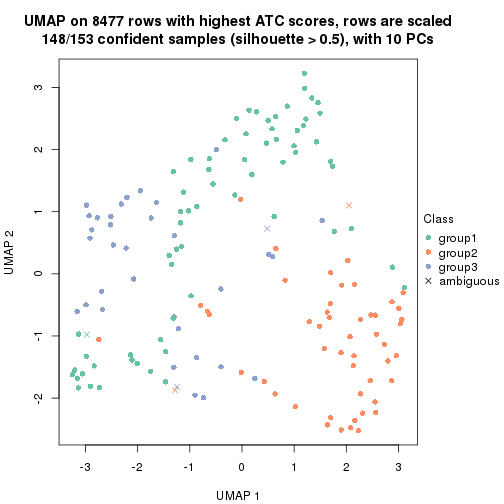 UMAP on 8477 rows with highest ATC scores, rows are scaled
148/153 confident samples (silhouette > 0.5), with 10 PCs
3
2
1
0
-1
-2
UMAP 2
-3
-2
-1
0
1
2
3
UMAP 1
Class
group1
group2
group3
ambiguous